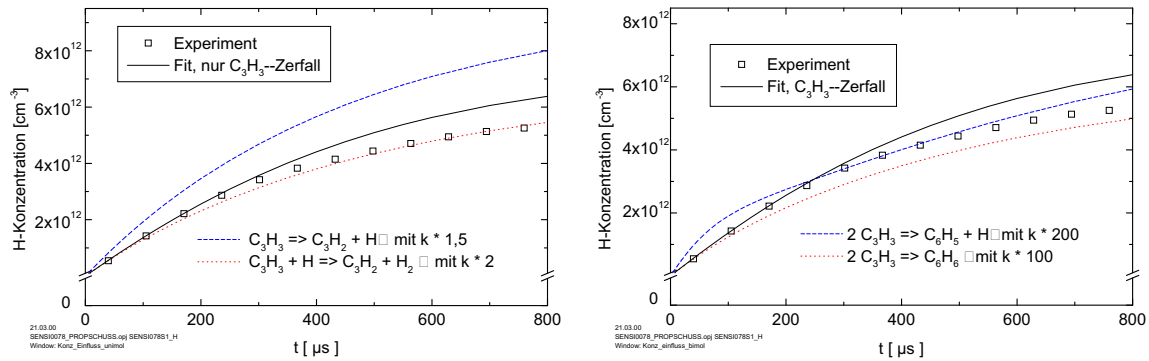 8x10¹²
6x10¹²
4x10¹²
2x10¹²
0
H-Konzentration [cm⁻³]
Experiment
Fit, nur C₃H₃--Zerfall
C₃H₃ => C₃H₂ + H□ mit k * 1,5
C₃H₃ + H => C₃H₂ + H₂ □ mit k * 2
0 200 400 600 800
t [ µs]
21.03.00
SENSI0078_PROPSCHUSS.opj SENSI078S1_H
Window: Konz_Einfluss_unimol
8x10¹²
6x10¹²
4x10¹²
2x10¹²
0
H-Konzentration [cm⁻³]
Experiment
Fit, C₃H₃--Zerfall
2 C₃H₃ => C₆H₅ + H□ mit k * 200
2 C₃H₃ => C₆H₆ □ mit k * 100
0 200 400 600 800
t [ µs]
21.03.00
SENSI0078_PROPSCHUSS.opj SENSI078S1_H
Window: Konz_einfluss_bimol